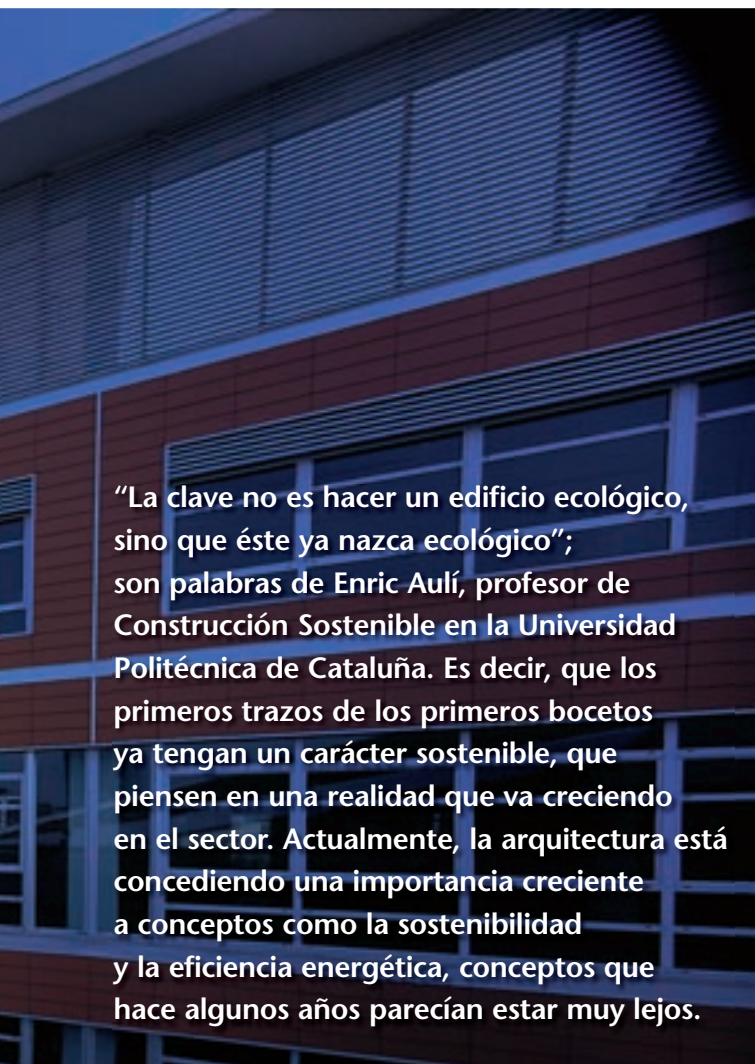 “La clave no es hacer un edificio ecológico,
sino que éste ya nazca ecológico”;
son palabras de Enric Aulí, profesor de
Construcción Sostenible en la Universidad
Politécnica de Cataluña. Es decir, que los
primeros trazos de los primeros bocetos
ya tengan un carácter sostenible, que
piensen en una realidad que va creciendo
en el sector. Actualmente, la arquitectura está
concediendo una importancia creciente
a conceptos como la sostenibilidad
y la eficiencia energética, conceptos que
hace algunos años parecían estar muy lejos.